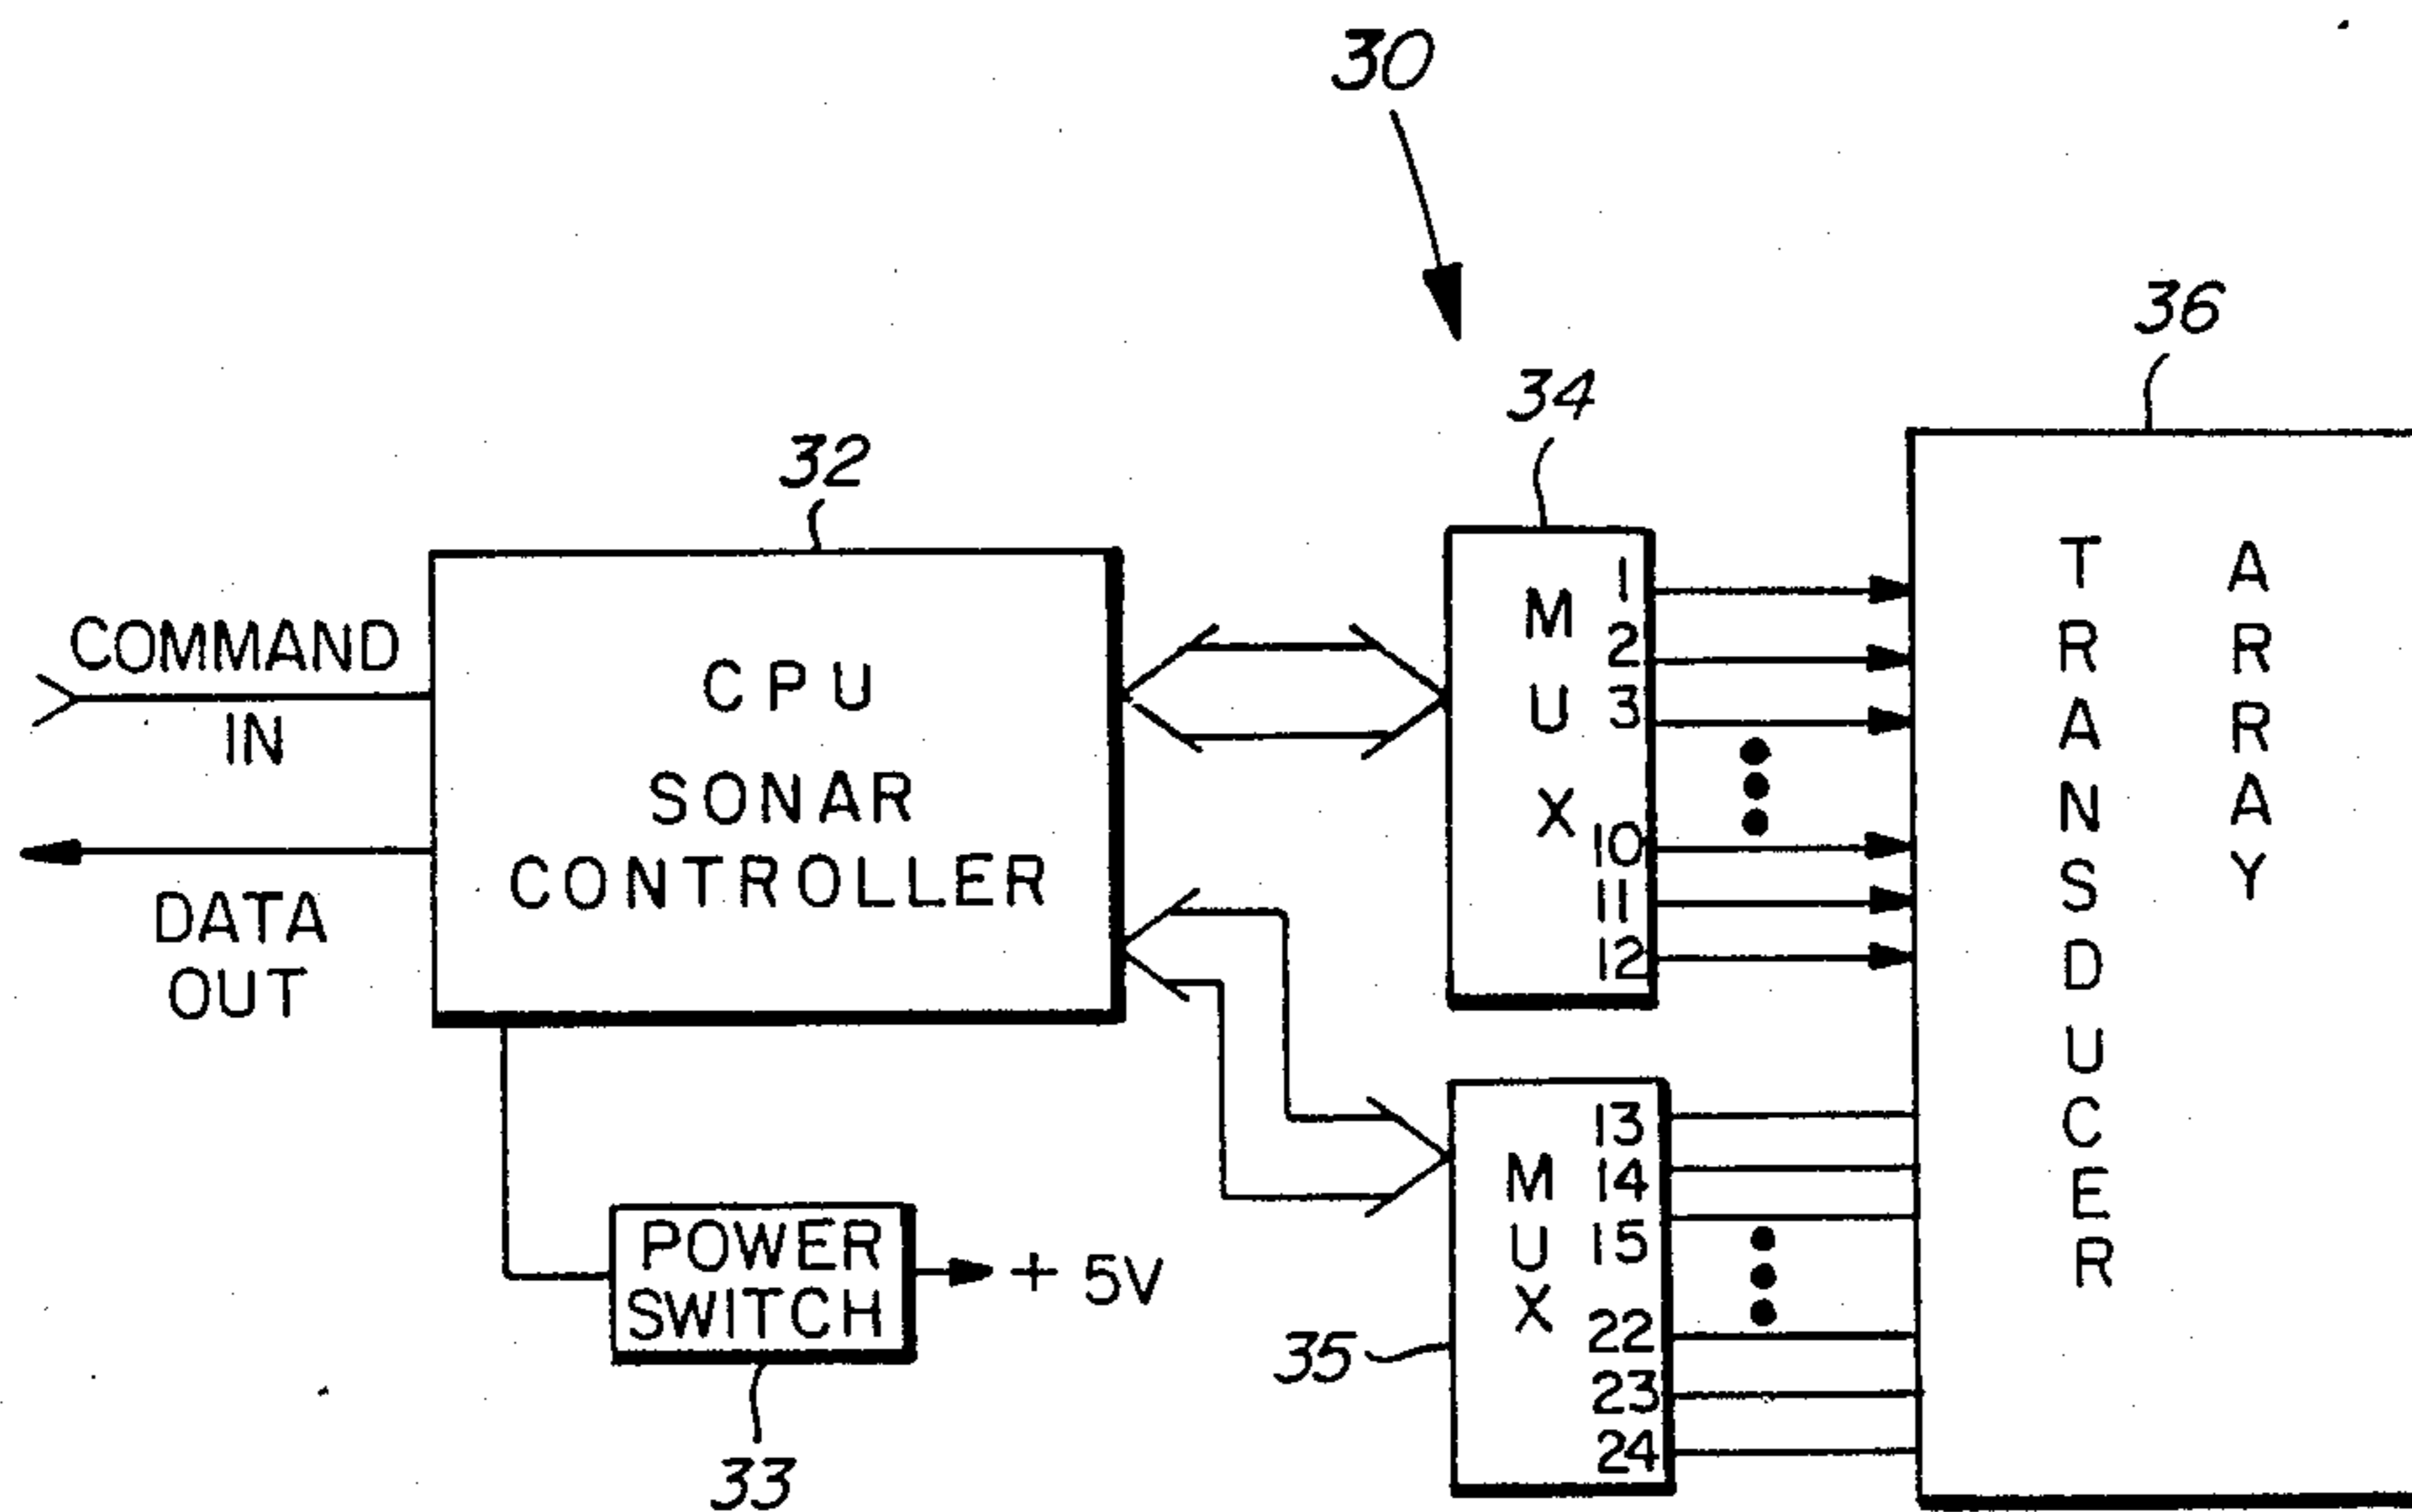 30
36
34
32
COMMAND
IN
DATA
OUT
CPU
SONAR
CONTROLLER
MUX
1
2
3
10
11
12
TRANSDUCER
ARRAY
MUX
13
14
15
22
23
24
35
POWER
SWITCH
+ 5V
33